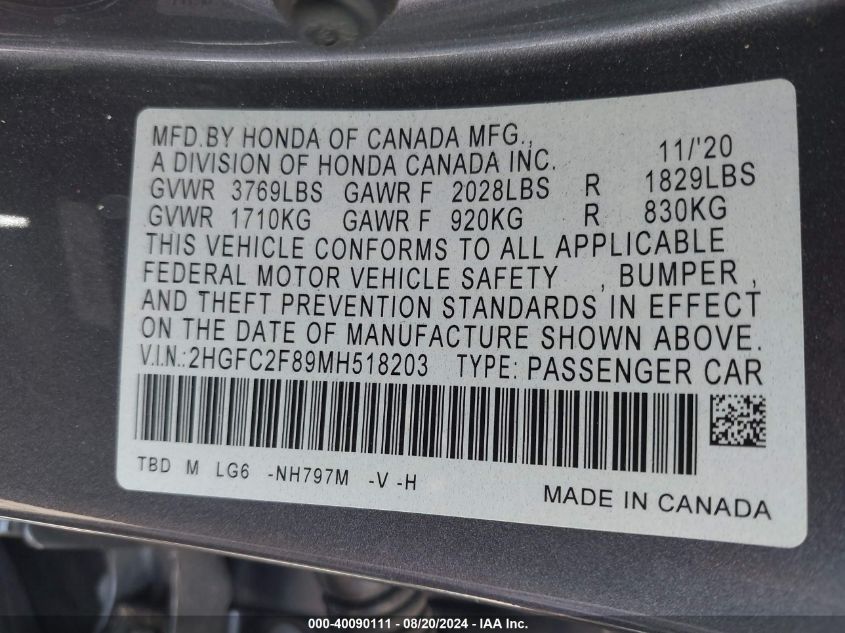 MFD.BY HONDA OF CANADA MFG.,
A DIVISION OF HONDA CANADA INC. 11/'20
GVWR 3769LBS GAWR F 2028LBS R 1829LBS
GVWR 1710KG GAWR F 920KG R 830KG
THIS VEHICLE CONFORMS TO ALL APPLICABLE
FEDERAL MOTOR VEHICLE SAFETY , BUMPER ,
AND THEFT PREVENTION STANDARDS IN EFFECT
ON THE DATE OF MANUFACTURE SHOWN ABOVE.
V.I.N.:2HGFC2F89MH518203 TYPE: PASSENGER CAR
TBD M LG6 -NH797M -V -H
MADE IN CANADA
000-40090111 - 08/20/2024 - IAA Inc.